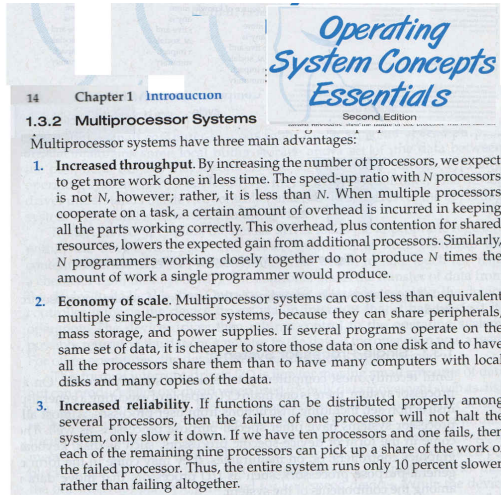 Operating
System Concepts
Essentials
Second Edition
14 Chapter 1 Introduction
1.3.2 Multiprocessor Systems
Multiprocessor systems have three main advantages:
1. Increased throughput. By increasing the number of processors, we expect
to get more work done in less time. The speed-up ratio with N processors
is not N, however; rather, it is less than N. When multiple processors
cooperate on a task, a certain amount of overhead is incurred in keeping
all the parts working correctly. This overhead, plus contention for shared
resources, lowers the expected gain from additional processors. Similarly,
N programmers working closely together do not produce N times the
amount of work a single programmer would produce.
2. Economy of scale. Multiprocessor systems can cost less than equivalent
multiple single-processor systems, because they can share peripherals,
mass storage, and power supplies. If several programs operate on the
same set of data, it is cheaper to store those data on one disk and to have
all the processors share them than to have many computers with local
disks and many copies of the data.
3. Increased reliability. If functions can be distributed properly among
several processors, then the failure of one processor will not halt the
system, only slow it down. If we have ten processors and one fails, then
each of the remaining nine processors can pick up a share of the work of
the failed processor. Thus, the entire system runs only 10 percent slower,
rather than failing altogether.